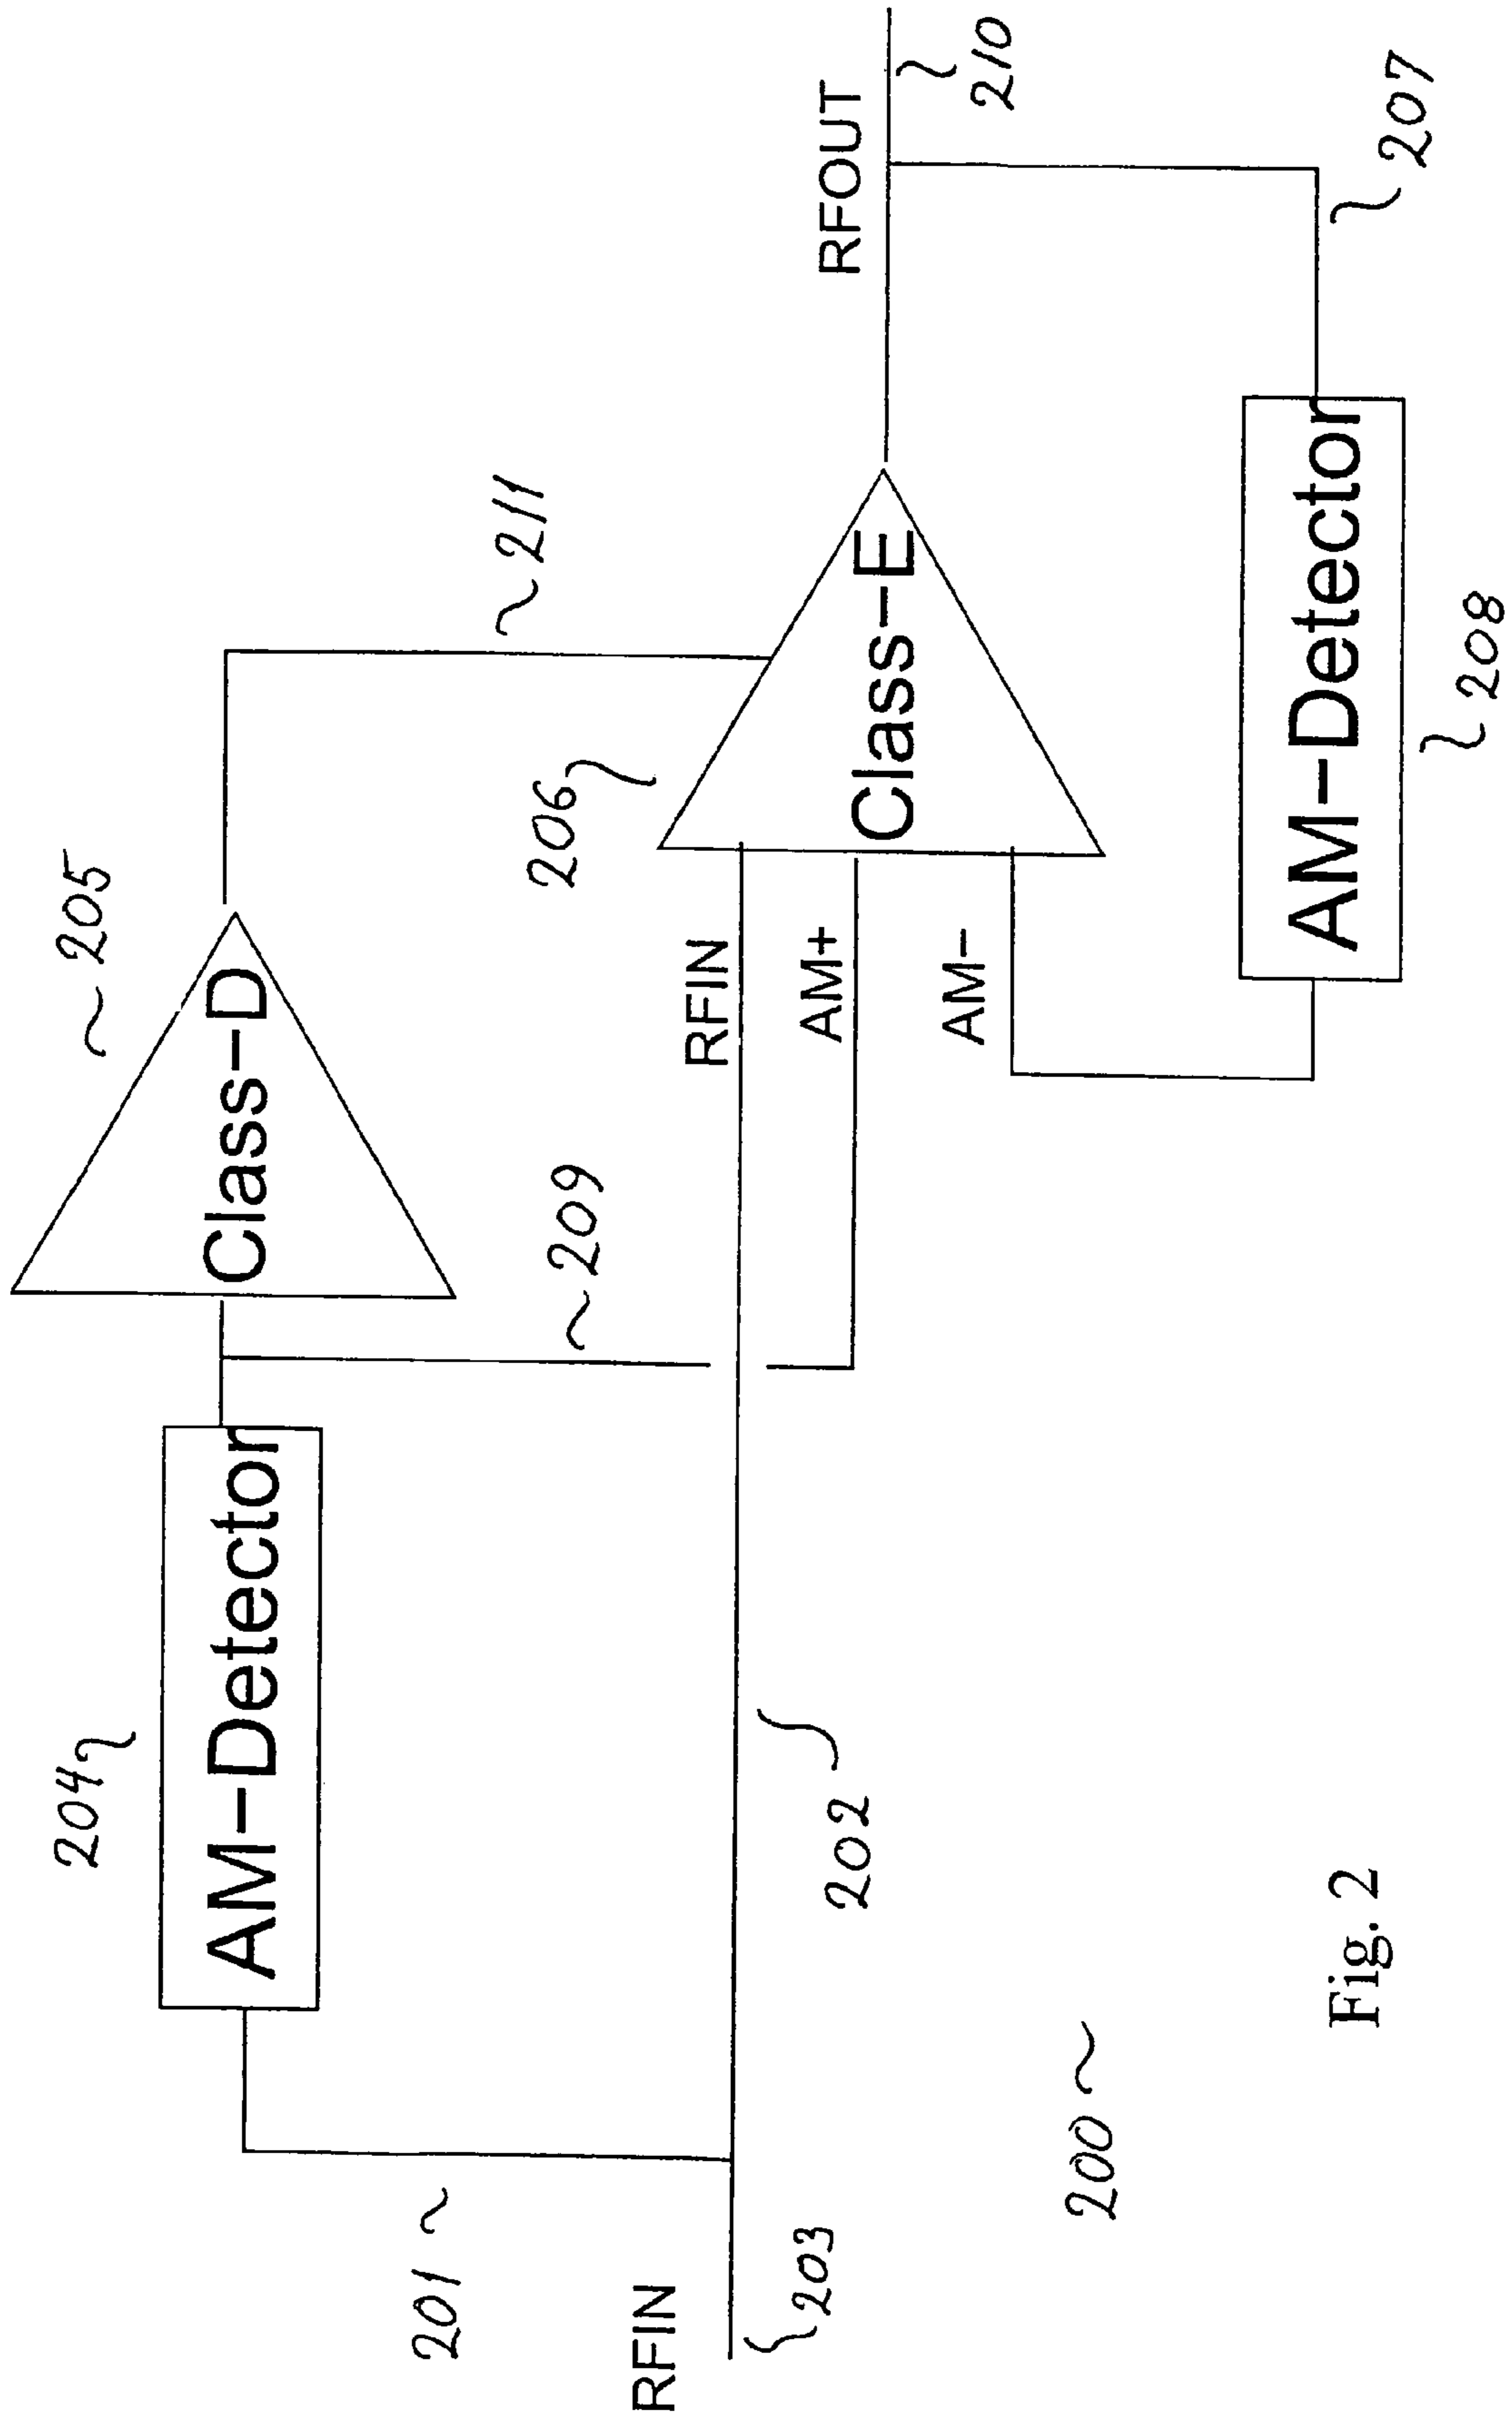 204
205
AM-Detector
Class-D
201
209
211
206
RFIN
RFIN
RFOUT
203
202
AM+
Class-E
210
AM-
200
AM-Detector
207
Fig. 2
208